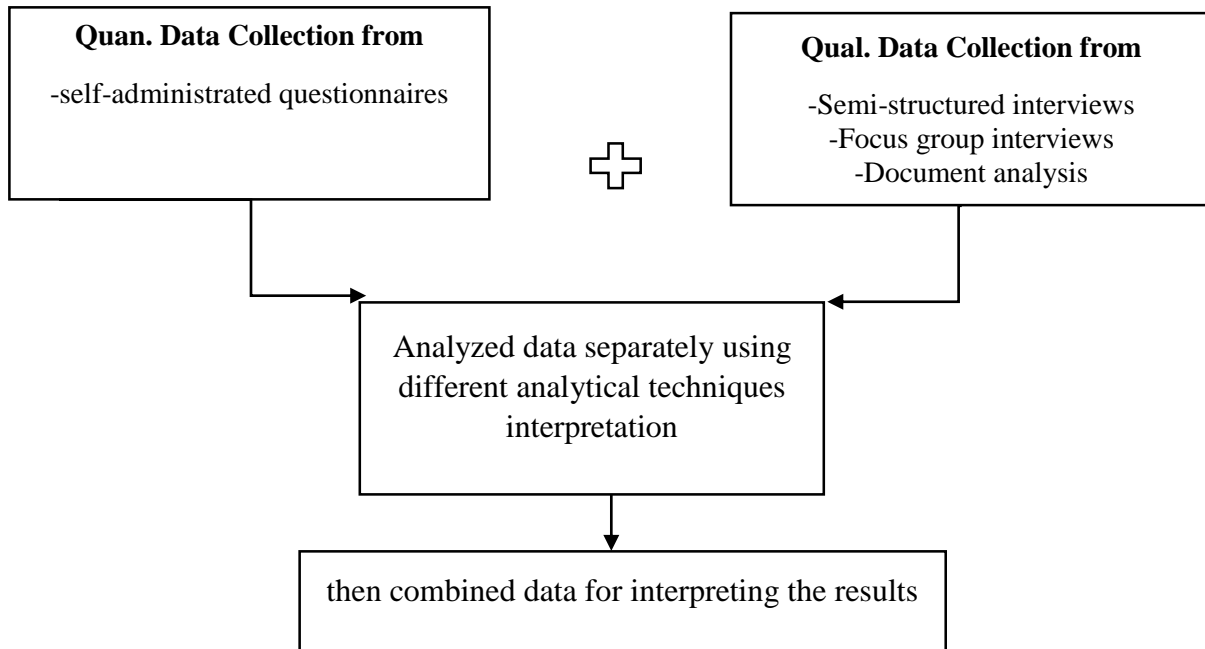 Quan. Data Collection from
-self-administrated questionnaires
Qual. Data Collection from
-Semi-structured interviews
-Focus group interviews
-Document analysis
Analyzed data separately using
different analytical techniques
interpretation
then combined data for interpreting the results